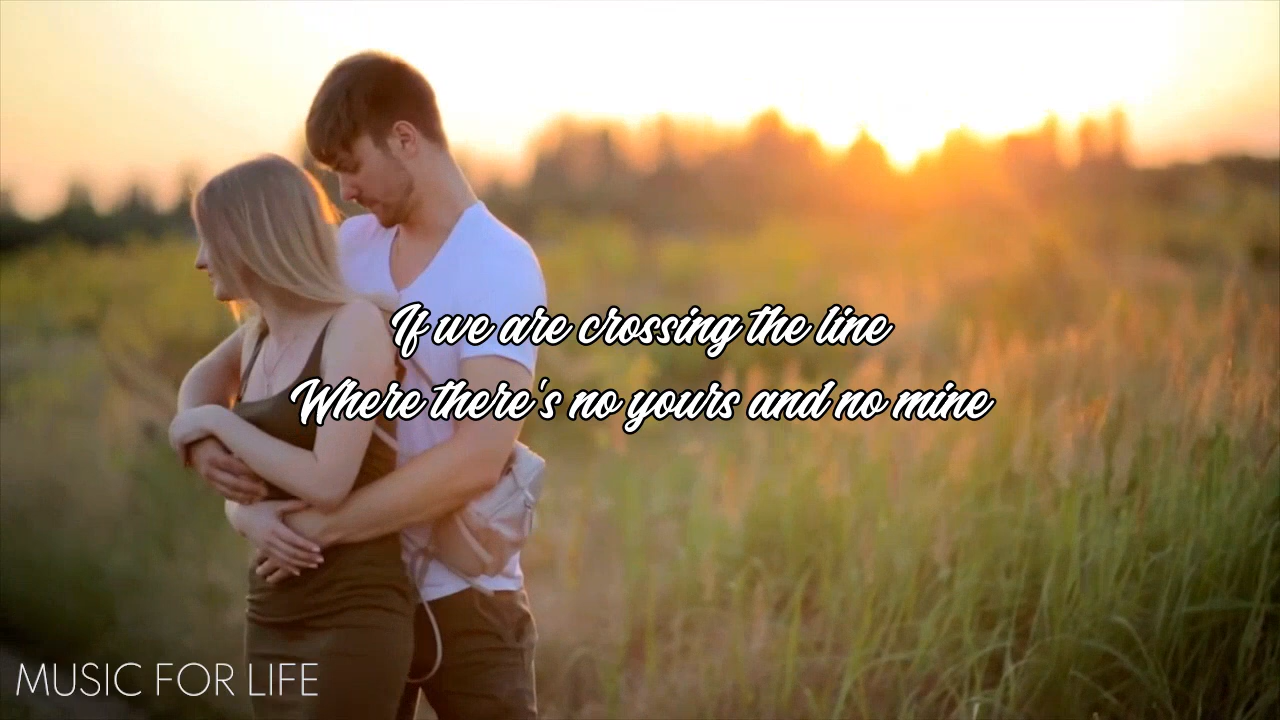 If we are crossing the line
Where there's no yours and no mine
MUSIC FOR LIFE